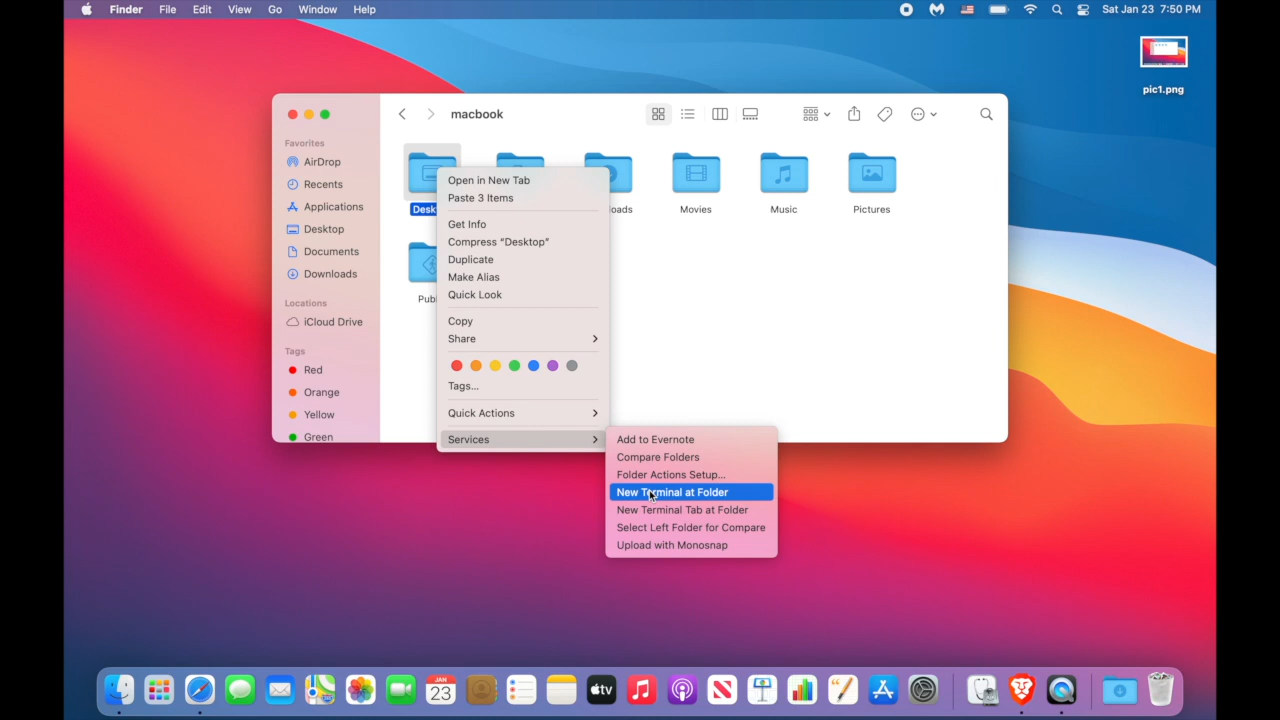 Finder File Edit View Go Window Help Sat Jan 23 7:50 PM
pic1.png
macbook
Favorites
AirDrop
Recents
Applications
Desktop
Documents
Downloads
Locations
iCloud Drive
Tags
Red
Orange
Yellow
Green
Desk
oads
Movies
Music
Pictures
Publ
Open in New Tab
Paste 3 Items
Get Info
Compress “Desktop”
Duplicate
Make Alias
Quick Look
Copy
Share
Tags...
Quick Actions
Services
Add to Evernote
Compare Folders
Folder Actions Setup...
New Terminal at Folder
New Terminal Tab at Folder
Select Left Folder for Compare
Upload with Monosnap
JAN
23
tv